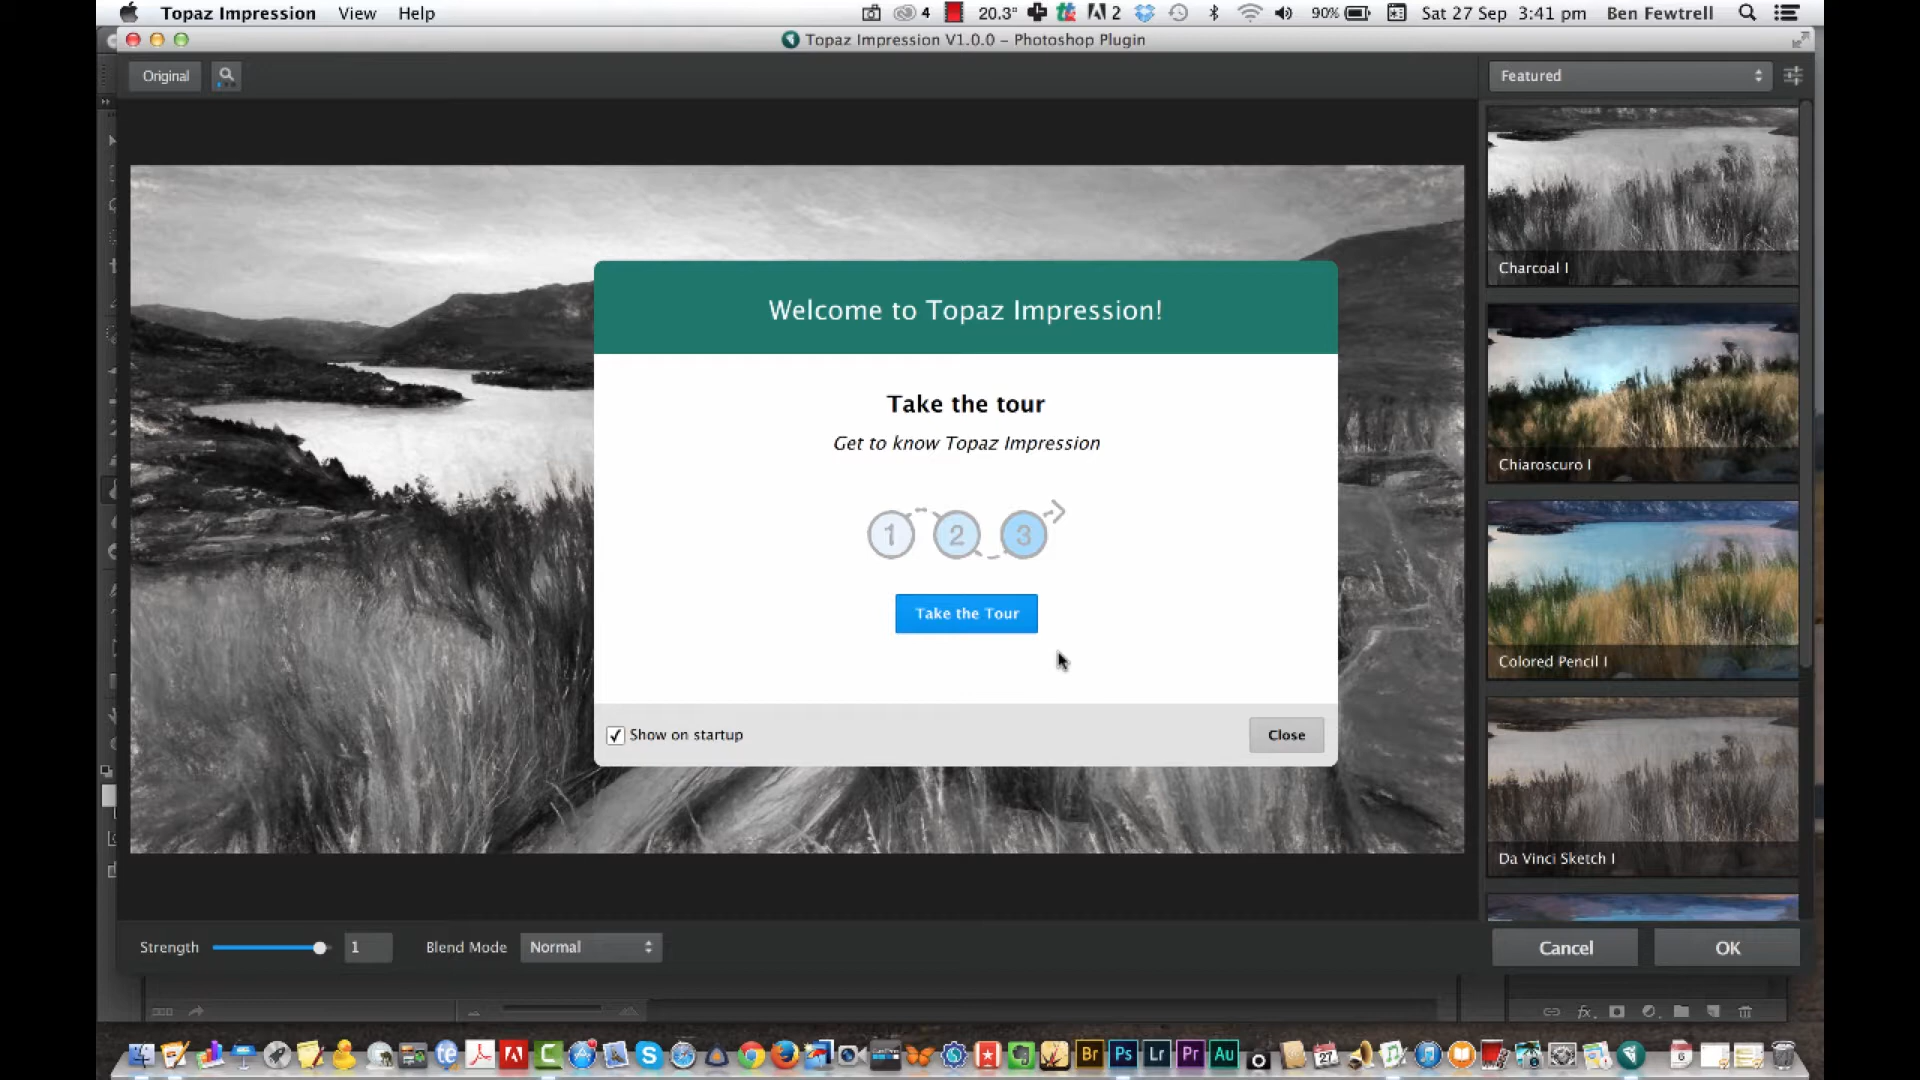 Topaz Impression View Help
4 20.3° 2 90% Sat 27 Sep 3:41 pm Ben Fewtrell
Topaz Impression V1.0.0 – Photoshop Plugin
Original
Featured
Charcoal I
Welcome to Topaz Impression!
Take the tour
Get to know Topaz Impression
Chiaroscuro I
1 2 3
Take the Tour
Colored Pencil I
Show on startup
Close
Da Vinci Sketch I
Strength 1 Blend Mode Normal
Cancel OK
fx
Br Ps Lr Pr Au